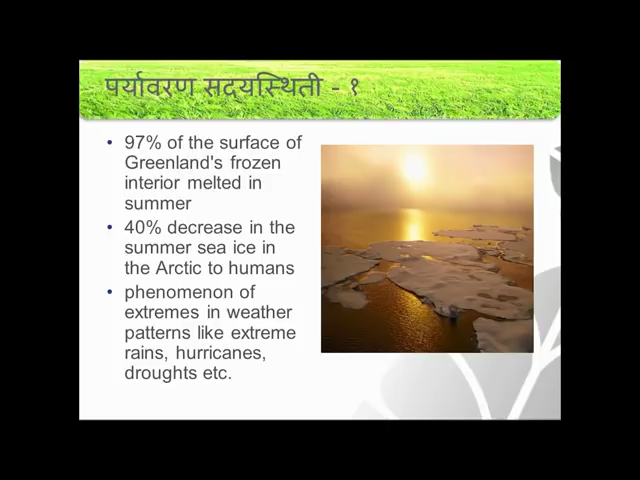 पर्यावरण सद्यस्थिती - १
• 97% of the surface of
Greenland's frozen
interior melted in
summer
• 40% decrease in the
summer sea ice in
the Arctic to humans
• phenomenon of
extremes in weather
patterns like extreme
rains, hurricanes,
droughts etc.